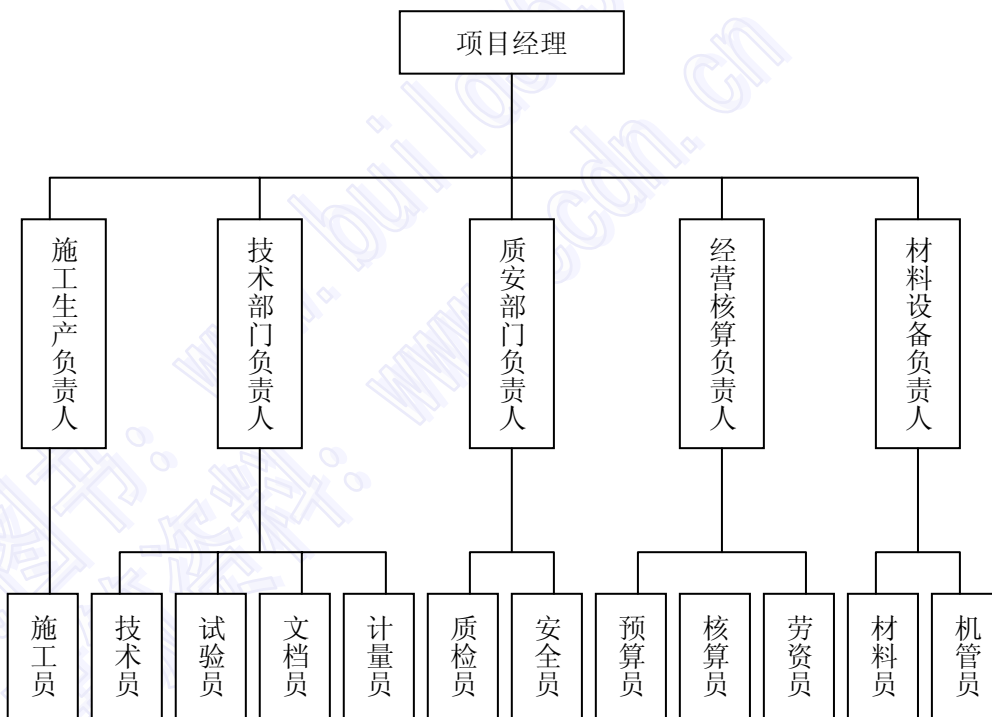 项目经理
施工生产负责人
技术部门负责人
质安部门负责人
经营核算负责人
材料设备负责人
施工员
技术员
试验员
文档员
计量员
质检员
安全员
预算员
核算员
劳资员
材料员
机管员